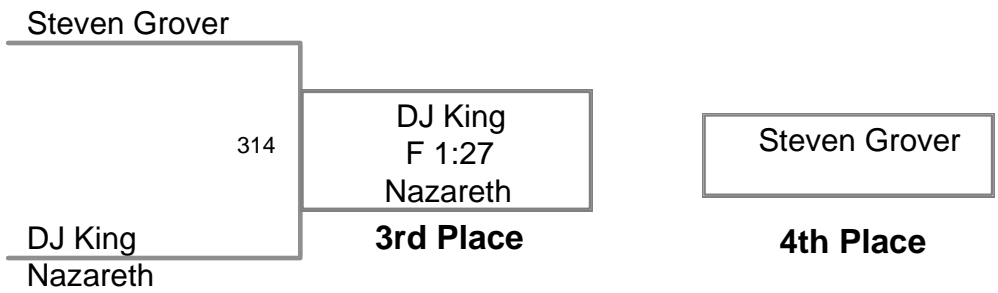 Steven Grover
314
DJ King
F 1:27
Nazareth
3rd Place
DJ King
Nazareth
Steven Grover
4th Place